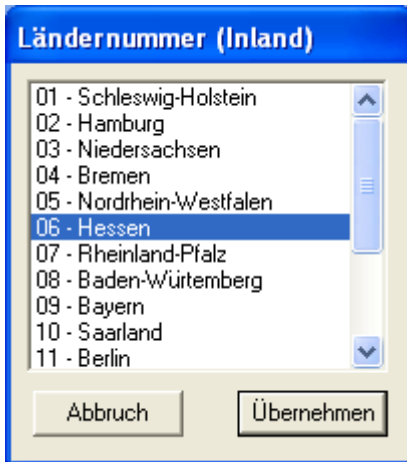 Ländernummer (Inland)
01 - Schleswig-Holstein
02 - Hamburg
03 - Niedersachsen
04 - Bremen
05 - Nordrhein-Westfalen
06 - Hessen
07 - Rheinland-Pfalz
08 - Baden-Würtemberg
09 - Bayern
10 - Saarland
11 - Berlin
Abbruch
Übernehmen